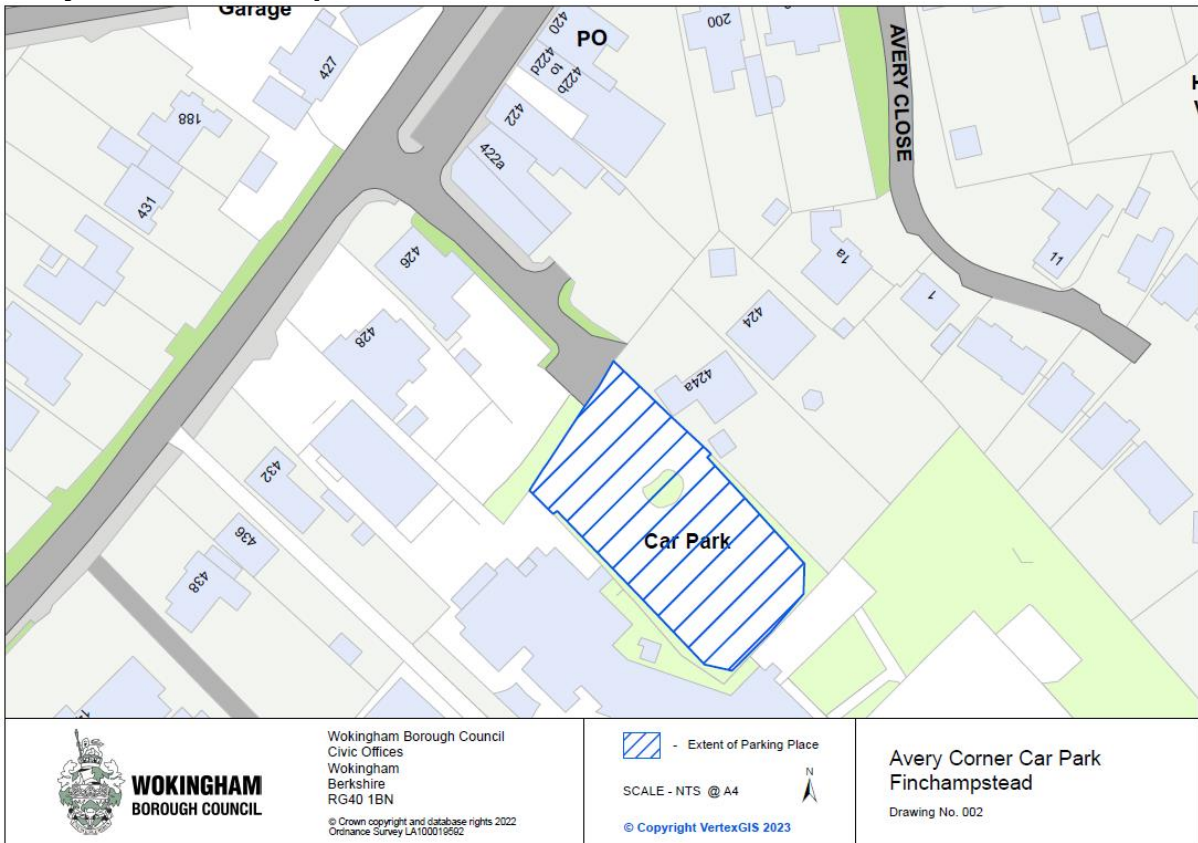 Garage
427
188
431
420
PO
422d
to
422b
422
422a
200
AVERY CLOSE
426
428
1a
1
11
424
424a
Car Park
432
436
438
WOKINGHAM
BOROUGH COUNCIL
Wokingham Borough Council
Civic Offices
Wokingham
Berkshire
RG40 1BN
© Crown copyright and database rights 2022
Ordnance Survey LA100019592
- Extent of Parking Place
SCALE - NTS @ A4
N
© Copyright VertexGIS 2023
Avery Corner Car Park
Finchampstead
Drawing No. 002